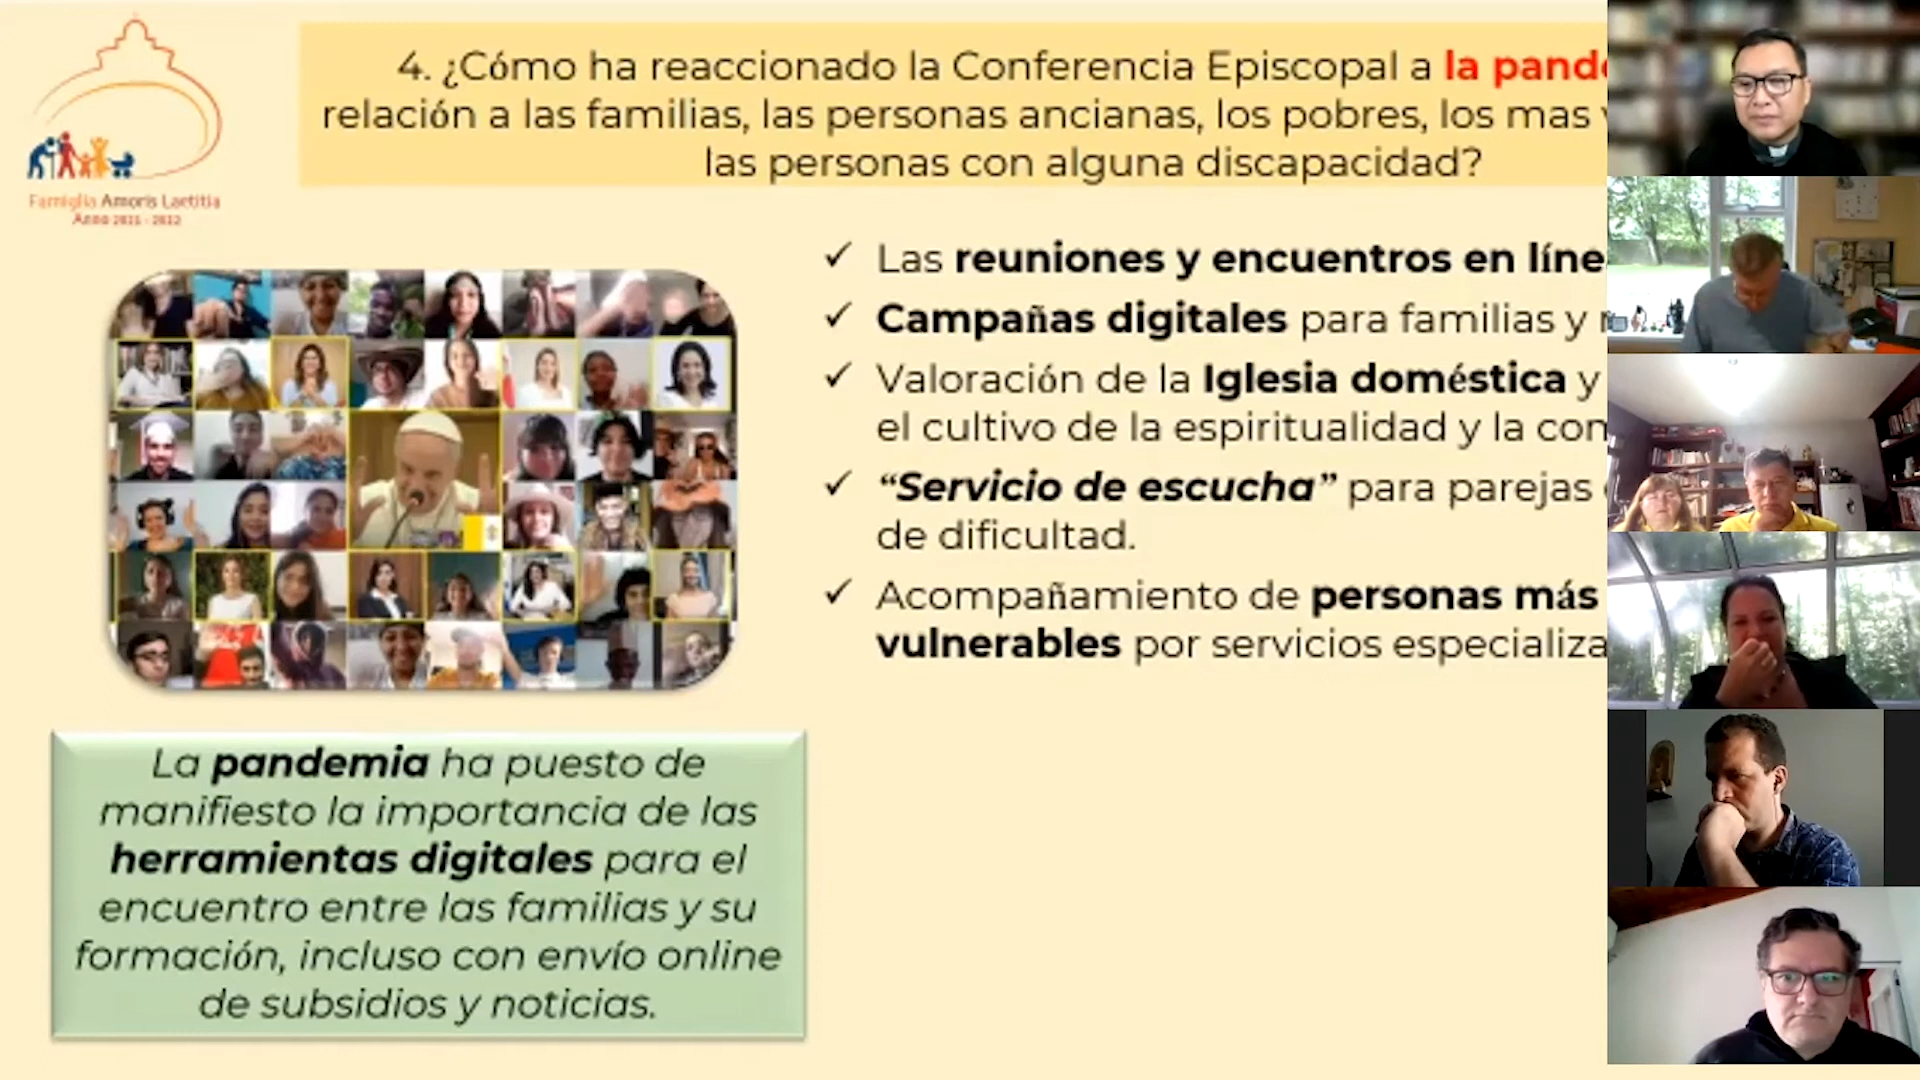 4. ¿Cómo ha reaccionado la Conferencia Episcopal a la
relación a las familias, las personas ancianas, los pobres, los mas
las personas con alguna discapacidad?
Famiglia Amoris Laetitia
Anno 2021 - 2022
✓ Las reuniones y encuentros en
✓ Campañas digitales para familias y
✓ Valoración de la Iglesia doméstica y
el cultivo de la espiritualidad y la
✓ “Servicio de escucha” para parejas
de dificultad.
✓ Acompañamiento de personas más
vulnerables por servicios
La pandemia ha puesto de
manifiesto la importancia de las
herramientas digitales para el
encuentro entre las familias y su
formación, incluso con envío online
de subsidios y noticias.